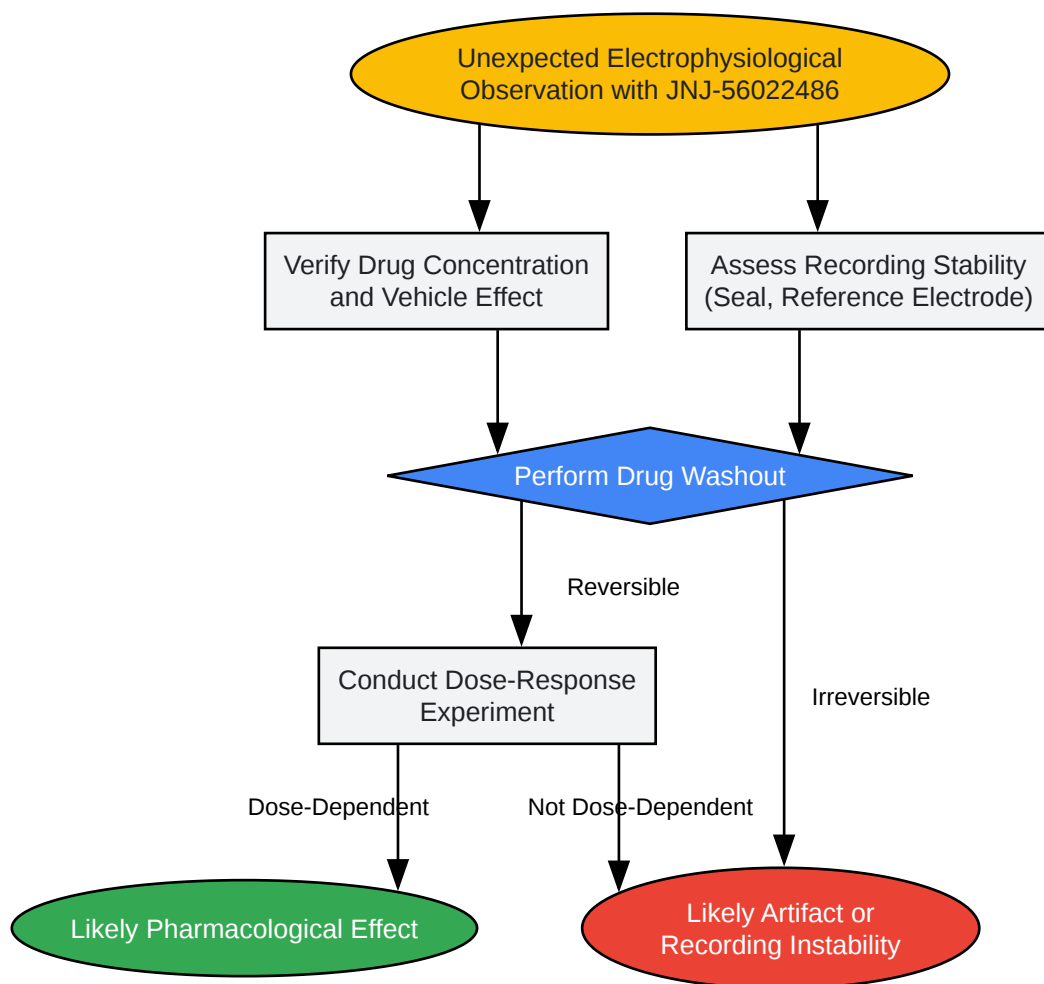 Unexpected Electrophysiological
Observation with JNJ-56022486
Verify Drug Concentration
and Vehicle Effect
Assess Recording Stability
(Seal, Reference Electrode)
Perform Drug Washout
Reversible
Conduct Dose-Response
Experiment
Irreversible
Dose-Dependent
Not Dose-Dependent
Likely Pharmacological Effect
Likely Artifact or
Recording Instability